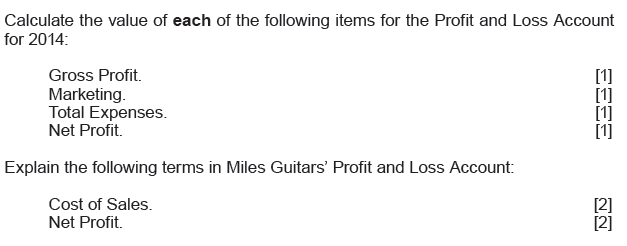 Calculate the value of each of the following items for the Profit and Loss Account
for 2014:
Gross Profit. [1]
Marketing. [1]
Total Expenses. [1]
Net Profit. [1]
Explain the following terms in Miles Guitars' Profit and Loss Account:
Cost of Sales. [2]
Net Profit. [2]